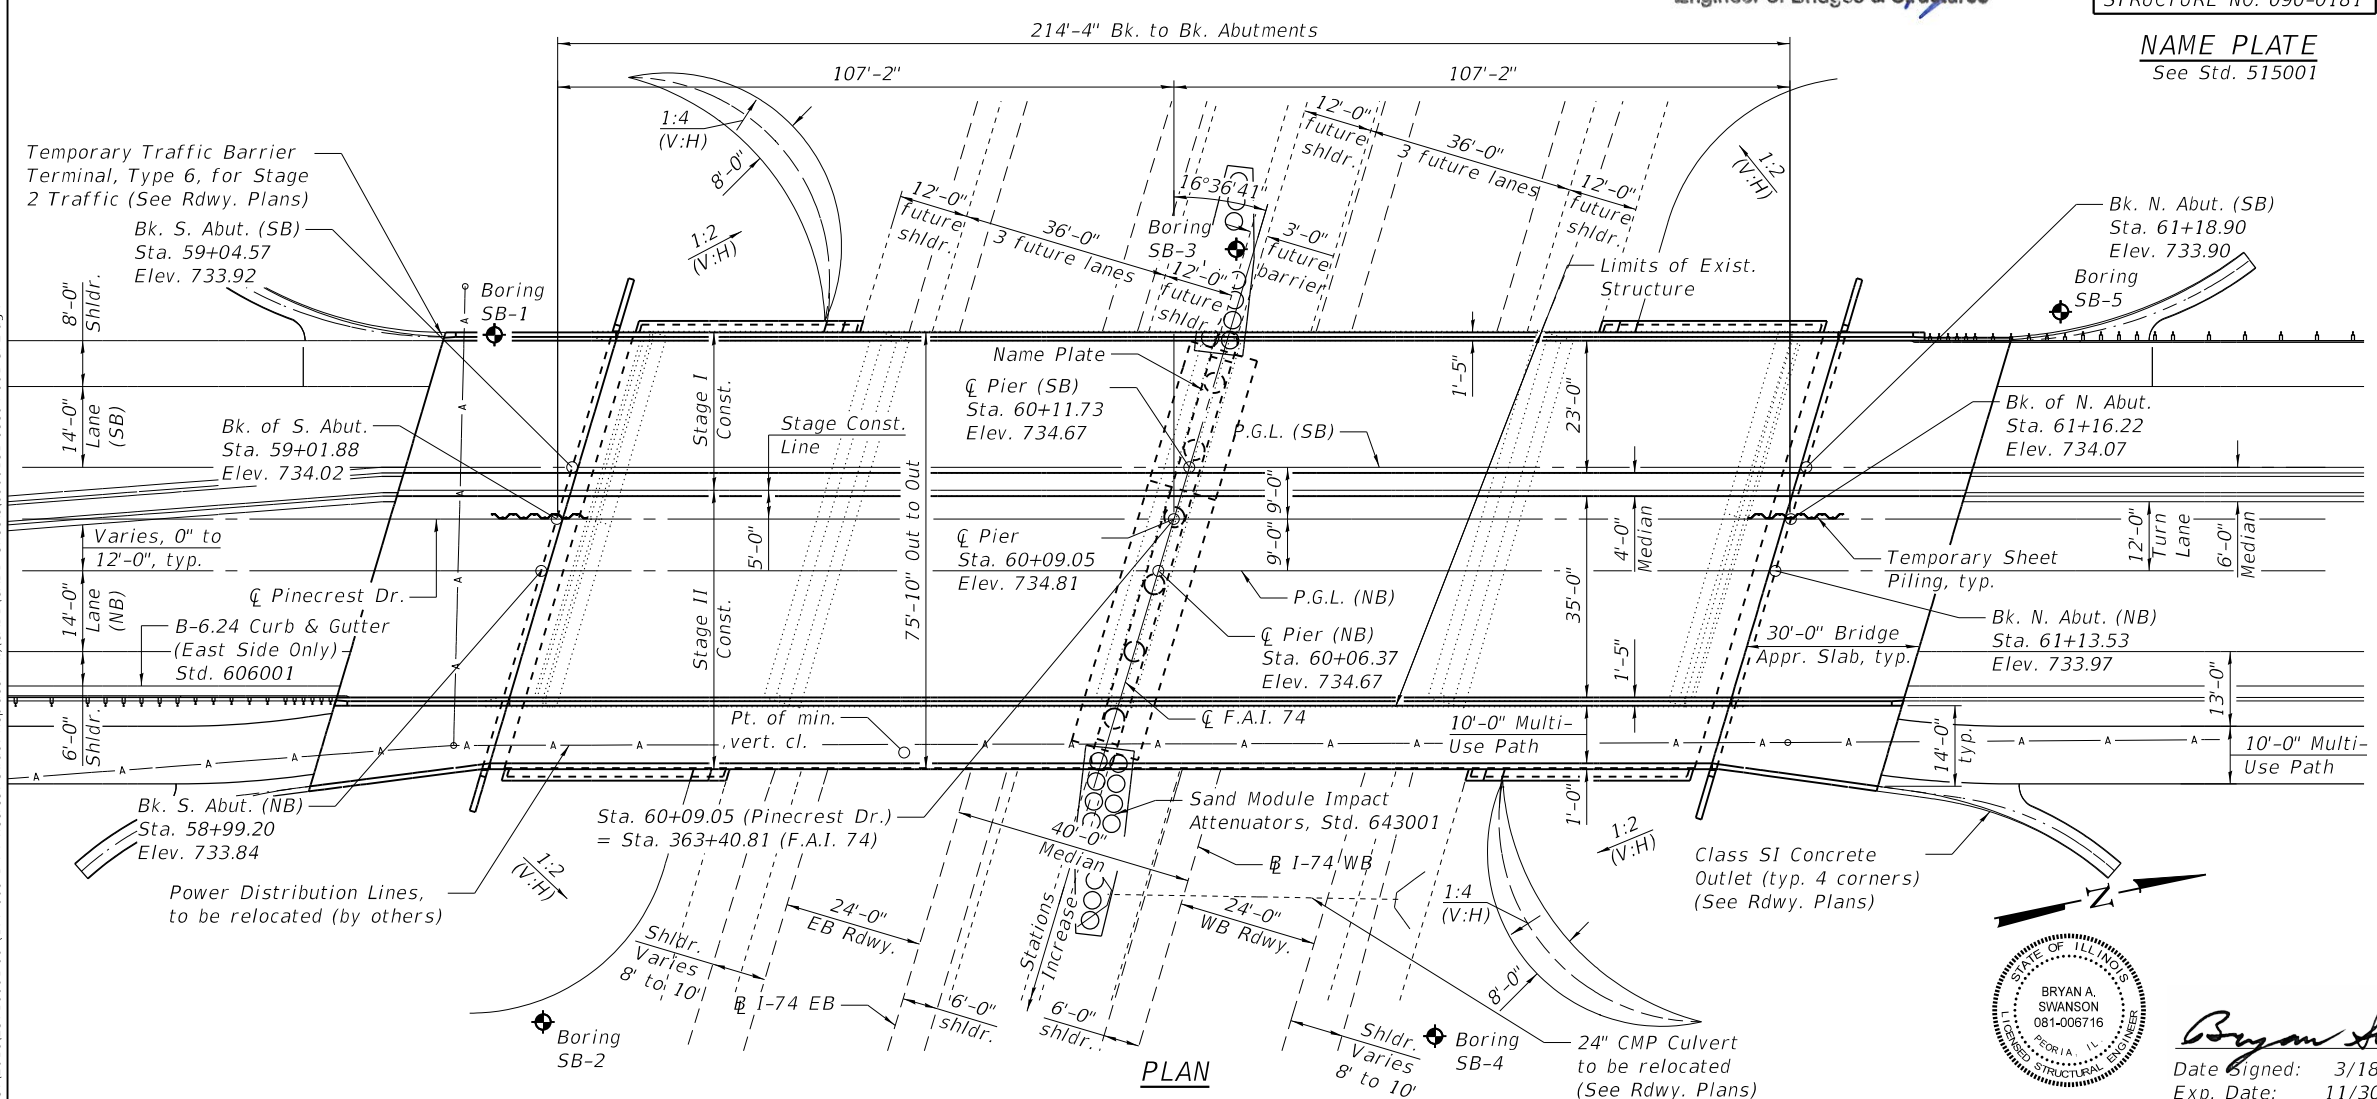 Engineer of Bridges & Structures
STRUCTURE NO. 090-0181
NAME PLATE
See Std. 515001
214'-4" Bk. to Bk. Abutments
107'-2"
107'-2"
1:4
(V:H)
8'-0"
1:2
(V:H)
Temporary Traffic Barrier
Terminal, Type 6, for Stage
2 Traffic (See Rdwy. Plans)
Bk. S. Abut. (SB)
Sta. 59+04.57
Elev. 733.92
Boring
SB-1
12'-0"
future
shldr.
36'-0"
3 future lanes
12'-0"
future
shldr.
16°36'41"
Boring
SB-3
3'-0"
future
barrier
12'-0"
future
shldr.
36'-0"
3 future lanes
12'-0"
future
shldr.
1:2
(V:H)
Limits of Exist.
Structure
Bk. N. Abut. (SB)
Sta. 61+18.90
Elev. 733.90
Boring
SB-5
8'-0"
Shldr.
14'-0"
Lane
(SB)
Bk. of S. Abut.
Sta. 59+01.88
Elev. 734.02
Stage I
Const.
Stage Const.
Line
Name Plate
℄ Pier (SB)
Sta. 60+11.73
Elev. 734.67
P.G.L. (SB)
1'-5"
23'-0"
Bk. of N. Abut.
Sta. 61+16.22
Elev. 734.07
Varies, 0" to
12'-0", typ.
℄ Pinecrest Dr.
14'-0"
Lane
(NB)
B-6.24 Curb & Gutter
(East Side Only)
Std. 606001
6'-0"
Shldr.
Stage II
Const.
5'-0"
75'-10" Out to Out
℄ Pier
Sta. 60+09.05
Elev. 734.81
9'-0"
9'-0"
P.G.L. (NB)
℄ Pier (NB)
Sta. 60+06.37
Elev. 734.67
4'-0"
Median
35'-0"
1'-5"
Temporary Sheet
Piling, typ.
12'-0"
Turn
Lane
6'-0"
Median
Bk. N. Abut. (NB)
Sta. 61+13.53
Elev. 733.97
30'-0" Bridge
Appr. Slab, typ.
13'-0"
Pt. of min.
vert. cl.
℄ F.A.I. 74
10'-0" Multi-
Use Path
14'-0"
typ.
10'-0" Multi-
Use Path
A A A A A A A A A A A A A A A A A A
Bk. S. Abut. (NB)
Sta. 58+99.20
Elev. 733.84
Power Distribution Lines,
to be relocated (by others)
1:2
(V:H)
Sta. 60+09.05 (Pinecrest Dr.)
= Sta. 363+40.81 (F.A.I. 74)
Sand Module Impact
Attenuators, Std. 643001
1'-0"
1:2
(V:H)
40'-0"
Median
Stations
Increase
24'-0"
EB Rdwy.
Shldr.
Varies
8' to 10'
B I-74 EB
6'-0"
shldr.
6'-0"
shldr.
B I-74 WB
24'-0"
WB Rdwy.
1:4
(V:H)
8'-0"
Shldr.
Varies
8' to 10'
Class SI Concrete
Outlet (typ. 4 corners)
(See Rdwy. Plans)
24" CMP Culvert
to be relocated
(See Rdwy. Plans)
Boring
SB-2
Boring
SB-4
PLAN
N
STATE OF ILLINOIS
BRYAN A.
SWANSON
081-006716
PEORIA, IL.
LICENSED STRUCTURAL ENGINEER
Bryan
Date Signed: 3/18
Exp. Date: 11/30